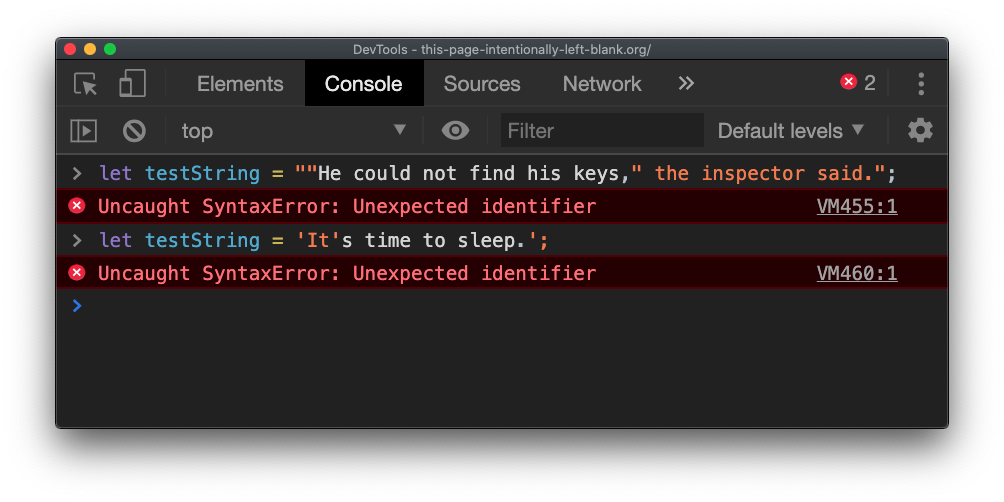 DevTools - this-page-intentionally-left-blank.org/
Elements Console Sources Network » 2
top Filter Default levels
> let testString = ""He could not find his keys," the inspector said.";
Uncaught SyntaxError: Unexpected identifier VM455:1
> let testString = 'It's time to sleep.';
Uncaught SyntaxError: Unexpected identifier VM460:1
>